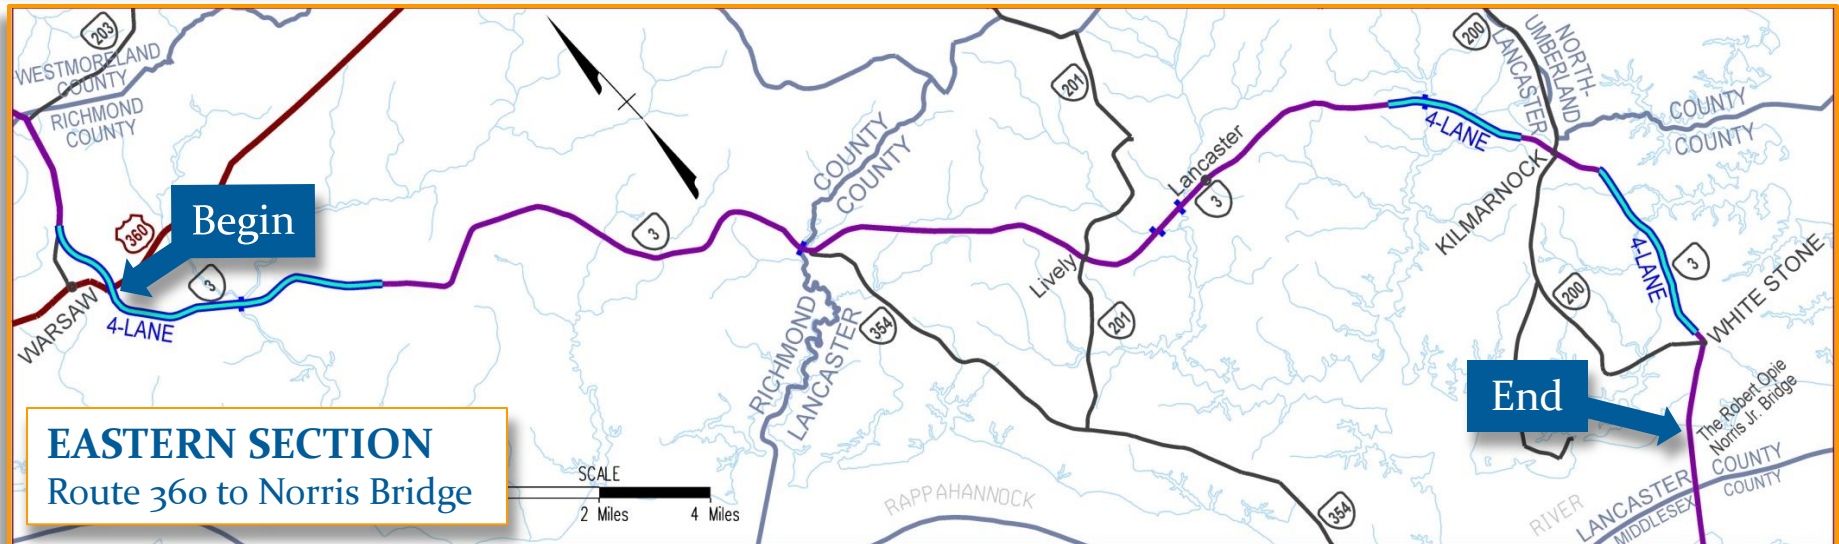 203
WESTMORELAND
COUNTY
RICHMOND
COUNTY
360
Begin
3
WARSAW
4-LANE
3
COUNTY
COUNTY
RICHMOND
LANCASTER
354
201
Lively
201
Lancaster
3
200
NORTH-
UMBERLAND
LANCASTER
COUNTY
COUNTY
4-LANE
KILMARNOCK
4-LANE
3
200
WHITE STONE
End
The Robert Opie
Norris Jr. Bridge
LANCASTER COUNTY
MIDDLESEX COUNTY
RIVER
354
RAPPAHANNOCK
SCALE
2 Miles
4 Miles
EASTERN SECTION
Route 360 to Norris Bridge